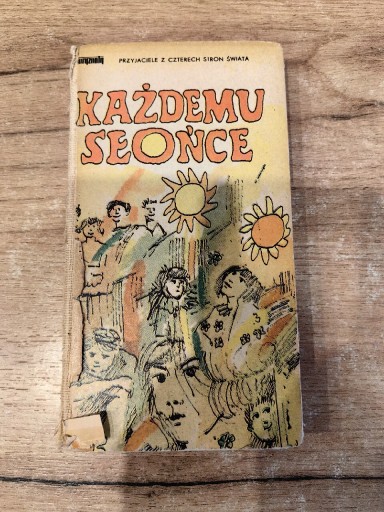 PRZYJACIELE Z CZTERECH STRON ŚWIATA
KAŻDEMU
SŁOŃCE